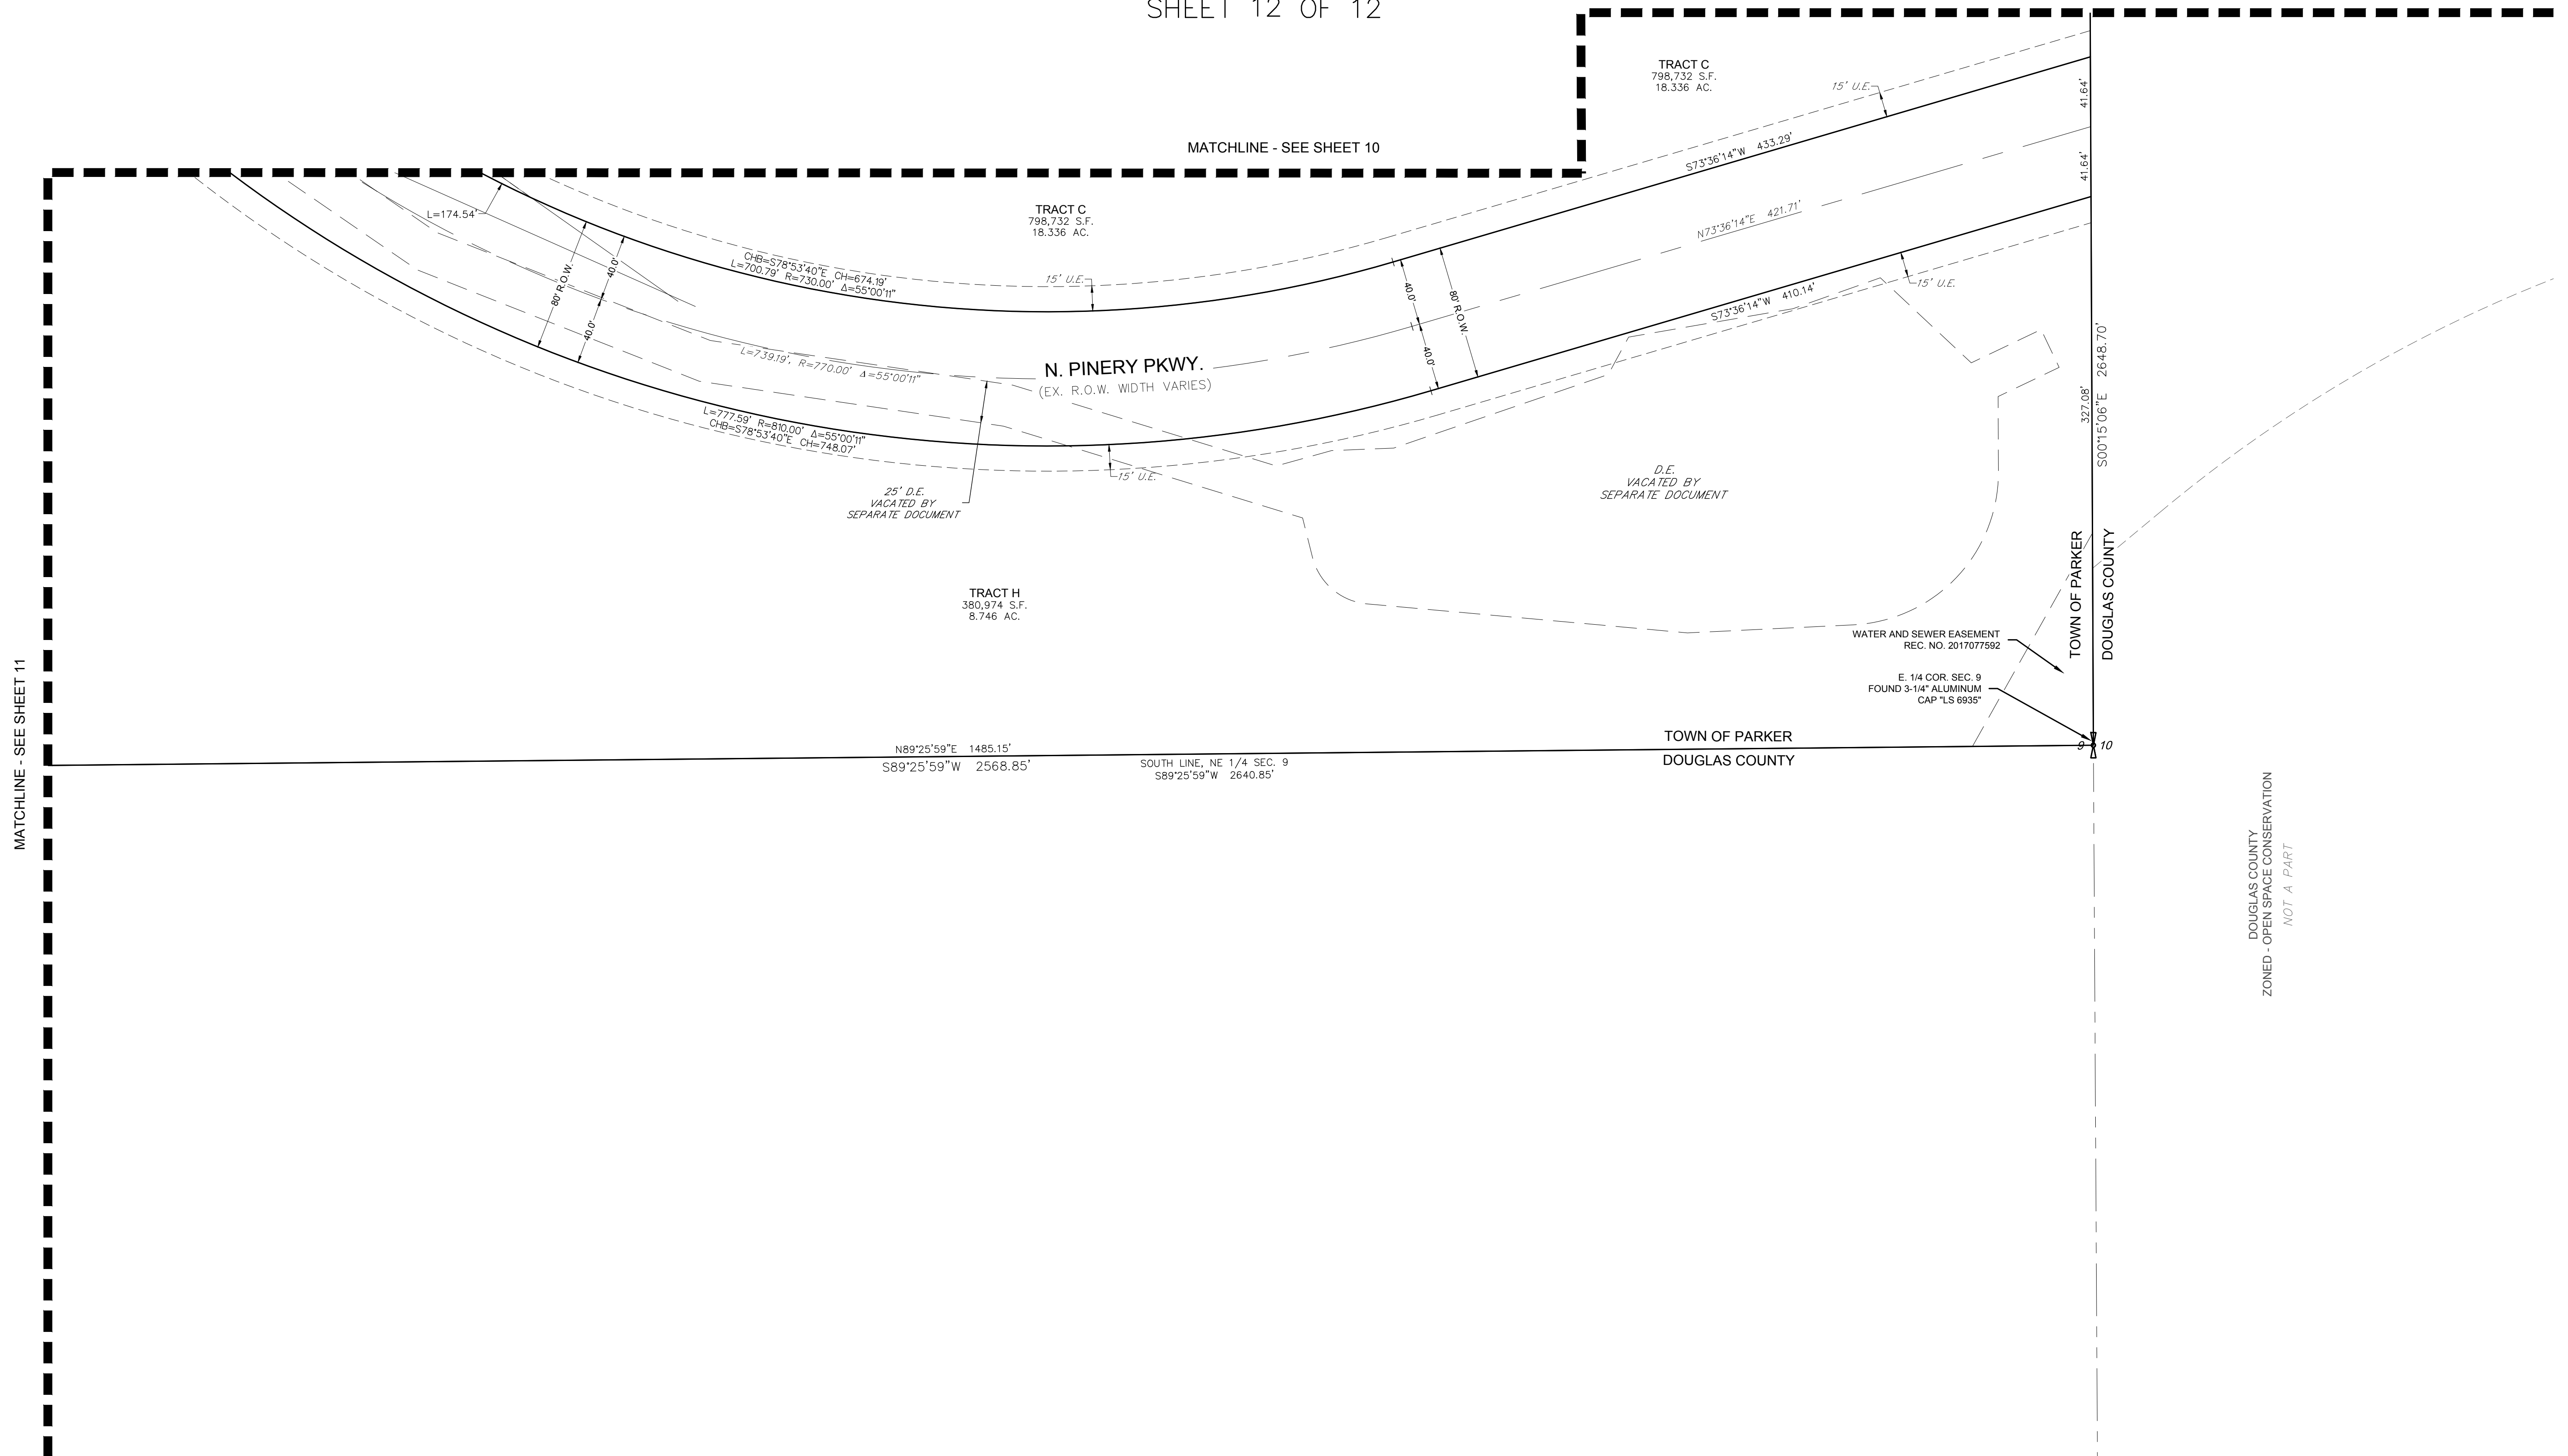 SHEET 12 OF 12
TRACT C
798,732 S.F.
18.336 AC.
15' U.E.
41.64'
MATCHLINE - SEE SHEET 10
S73°36'14"W 433.29'
41.64'
L=174.54'
TRACT C
798,732 S.F.
18.336 AC.
N73°36'14"E 421.71'
80' R.O.W.
40.0'
40.0'
CHB=S78°53'40"E CH=674.19'
L=700.79' R=730.00' Δ=55°00'11"
15' U.E.
40.0'
80' R.O.W.
40.0'
S73°36'14"W 410.14'
15' U.E.
L=739.19', R=770.00' Δ=55°00'11"
N. PINERY PKWY.
(EX. R.O.W. WIDTH VARIES)
327.08'
S00°15'06"E 2648.70'
L=777.59' R=810.00' Δ=55°00'11"
CHB=S78°53'40"E CH=748.07'
15' U.E.
25' D.E.
VACATED BY
SEPARATE DOCUMENT
D.E.
VACATED BY
SEPARATE DOCUMENT
TOWN OF PARKER
DOUGLAS COUNTY
TRACT H
380,974 S.F.
8.746 AC.
WATER AND SEWER EASEMENT
REC. NO. 2017077592
E. 1/4 COR. SEC. 9
FOUND 3-1/4" ALUMINUM
CAP "LS 6935"
MATCHLINE - SEE SHEET 11
N89°25'59"E 1485.15'
S89°25'59"W 2568.85'
SOUTH LINE, NE 1/4 SEC. 9
S89°25'59"W 2640.85'
TOWN OF PARKER
DOUGLAS COUNTY
9 10
DOUGLAS COUNTY
ZONED - OPEN SPACE CONSERVATION
NOT A PART